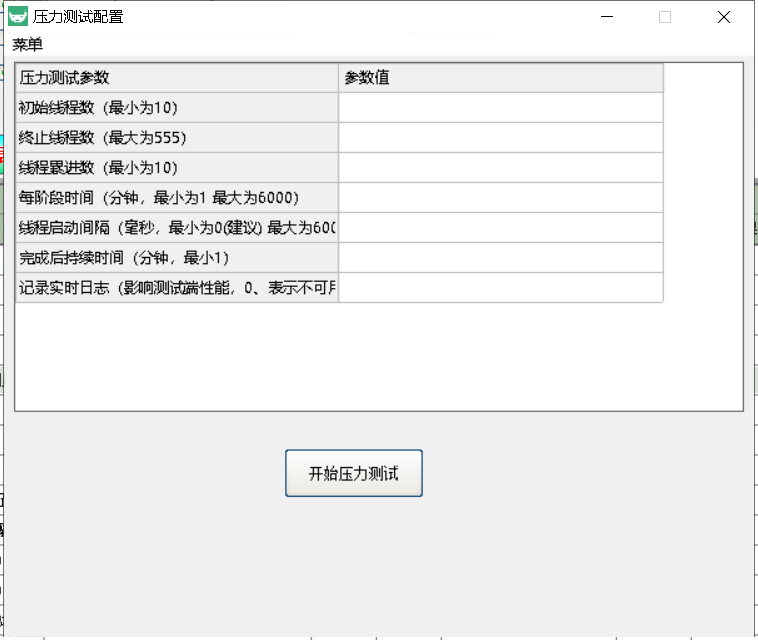 压力测试配置
菜单
压力测试参数 参数值
初始线程数（最小为10）
终止线程数（最大为555）
线程累进数（最小为10）
每阶段时间（分钟，最小为1 最大为6000）
线程启动间隔（毫秒，最小为0(建议) 最大为600
完成后持续时间（分钟，最小1）
记录实时日志（影响测试端性能，0、表示不可用
开始压力测试